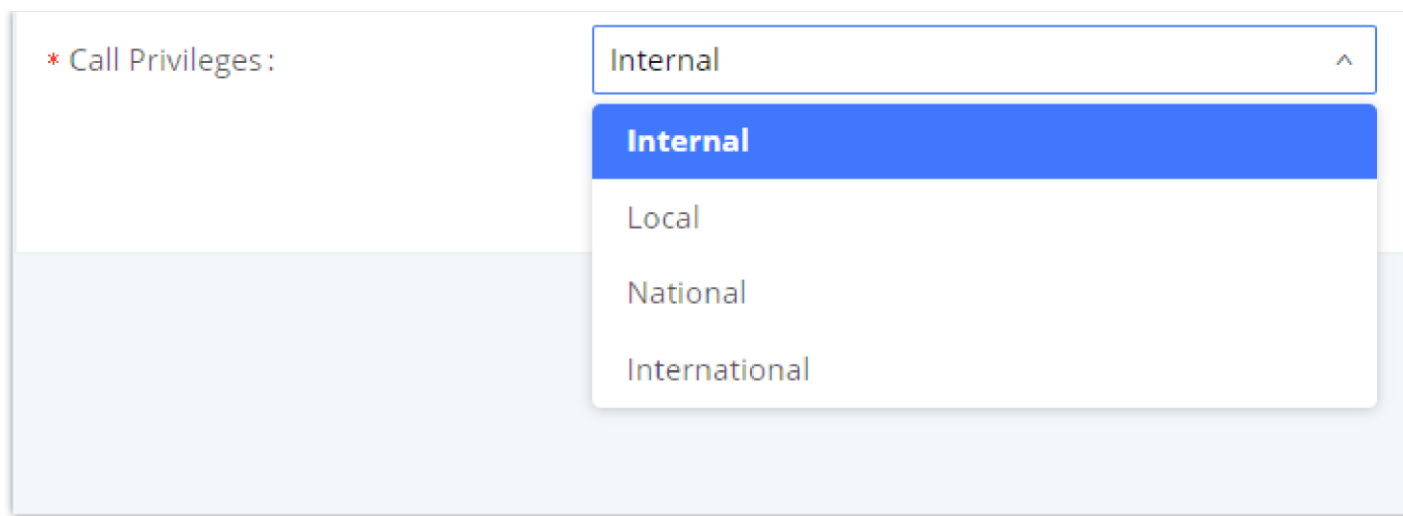 * Call Privileges: Internal
Internal
Local
National
International